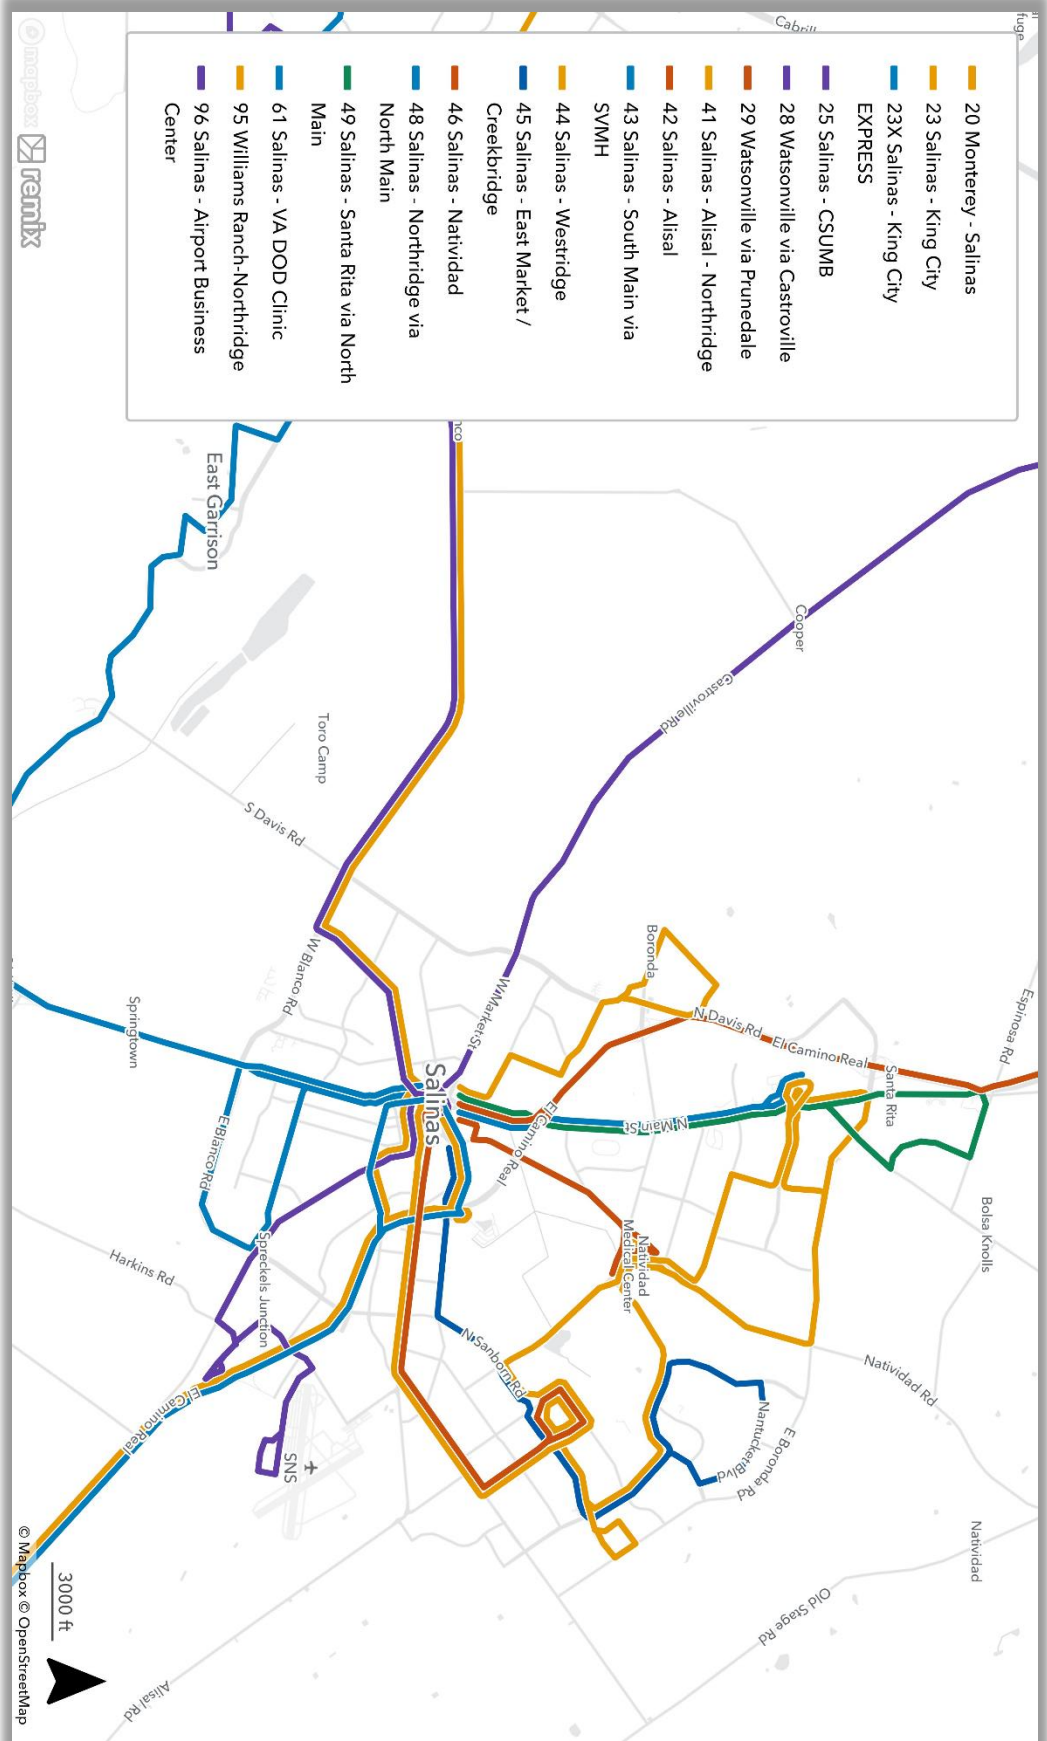 20 Monterey - Salinas
23 Salinas - King City
23X Salinas - King City
EXPRESS
25 Salinas - CSUMB
28 Watsonville via Castroville
29 Watsonville via Prunedale
41 Salinas - Alisal - Northridge
42 Salinas - Alisal
43 Salinas - South Main via
SVMH
44 Salinas - Westridge
45 Salinas - East Market /
Creekbridge
46 Salinas - Natividad
48 Salinas - Northridge via
North Main
49 Salinas - Santa Rita via North
Main
61 Salinas - VA DOD Clinic
95 Williams Ranch-Northridge
96 Salinas - Airport Business
Center
Cabrill
fuge
nco
Espinosa Rd
Cooper
Castroville Rd
Boronda
N Davis Rd
El Camino Real
Santa Rita
Bolsa Knolls
N Main St
W Market St
El Camino Real
Salinas
Natividad
Medical Center
Natividad Rd
N Sanborn Rd
Nantucket Blvd
E Boronda Rd
Natividad
Old Stage Rd
East Garrison
Toro Camp
S Davis Rd
W Blanco Rd
Springtown
E Blanco Rd
Spreckels Junction
Harkins Rd
El Camino Real
SNS
Alisal Rd
3000 ft
mapbox
remix
© Mapbox © OpenStreetMap